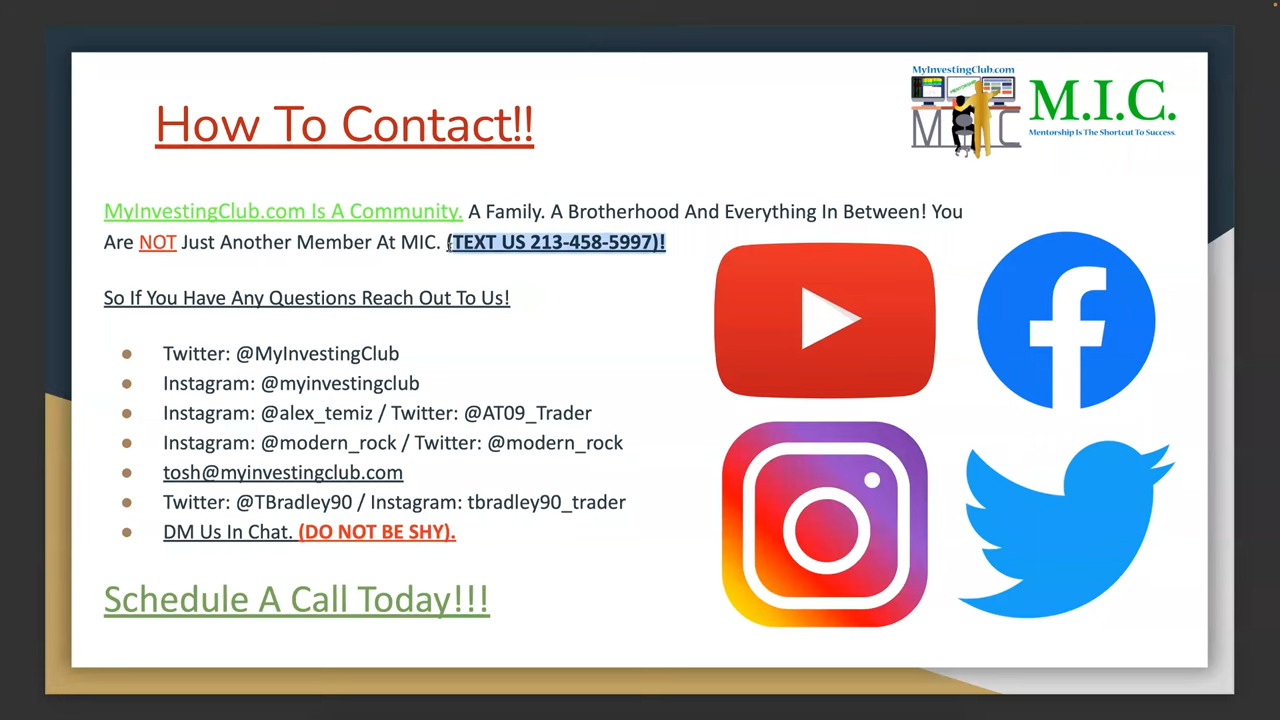 MyInvestingClub.com
M.I.C.
Mentorship Is The Shortcut To Success.
MIC
How To Contact!!
MyInvestingClub.com Is A Community. A Family. A Brotherhood And Everything In Between! You
Are NOT Just Another Member At MIC. (TEXT US 213-458-5997)!
So If You Have Any Questions Reach Out To Us!
● Twitter: @MyInvestingClub
● Instagram: @myinvestingclub
● Instagram: @alex_temiz / Twitter: @AT09_Trader
● Instagram: @modern_rock / Twitter: @modern_rock
● tosh@myinvestingclub.com
● Twitter: @TBradley90 / Instagram: tbradley90_trader
● DM Us In Chat. (DO NOT BE SHY).
Schedule A Call Today!!!